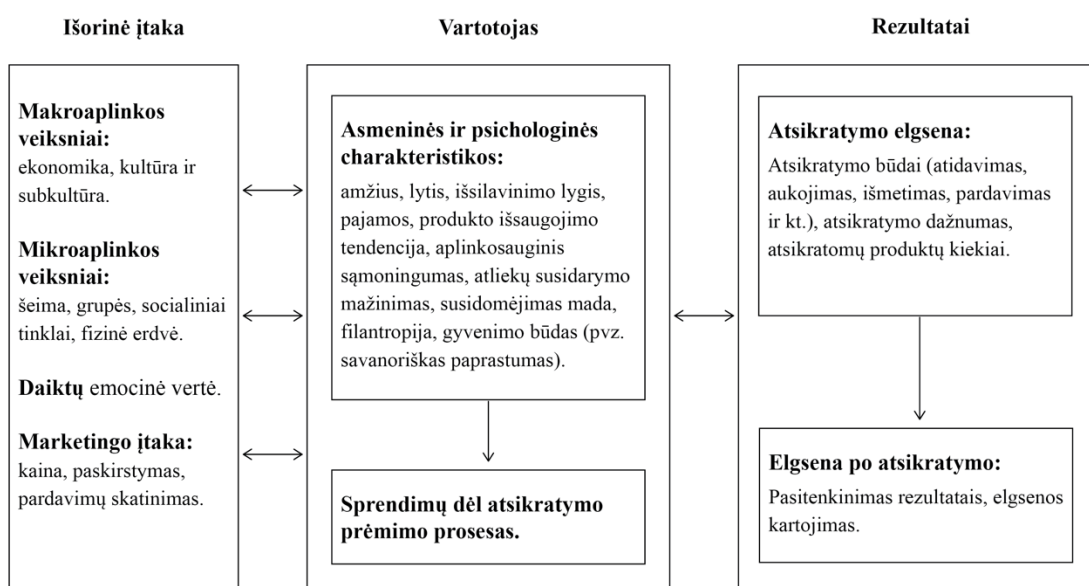 Išorinė įtaka
Makroaplinkos
veiksniai:
ekonomika, kultūra ir
subkultūra.
Mikroaplinkos
veiksniai:
šeima, grupės, socialiniai
tinklai, fizinė erdvė.
Daiktų emocinė vertė.
Marketingo įtaka:
kaina, paskirstymas,
pardavimų skatinimas.
Vartotojas
Asmeninės ir psichologinės
charakteristikos:
amžius, lytis, išsilavinimo lygis,
pajamos, produkto išsaugojimo
tendencija, aplinkosauginis
sąmoningumas, atliekų susidarymo
mažinimas, susidomėjimas mada,
filantropija, gyvenimo būdas (pvz.
savanoriškas paprastumas).
Sprendimų dėl atsikratymo
prėmimo prosesas.
Rezultatai
Atsikratymo elgsena:
Atsikratymo būdai (atidavimas,
aukojimas, išmetimas, pardavimas
ir kt.), atsikratymo dažnumas,
atsikratomų produktų kiekiai.
Elgsena po atsikratymo:
Pasitenkinimas rezultatais, elgsenos
kartojimas.